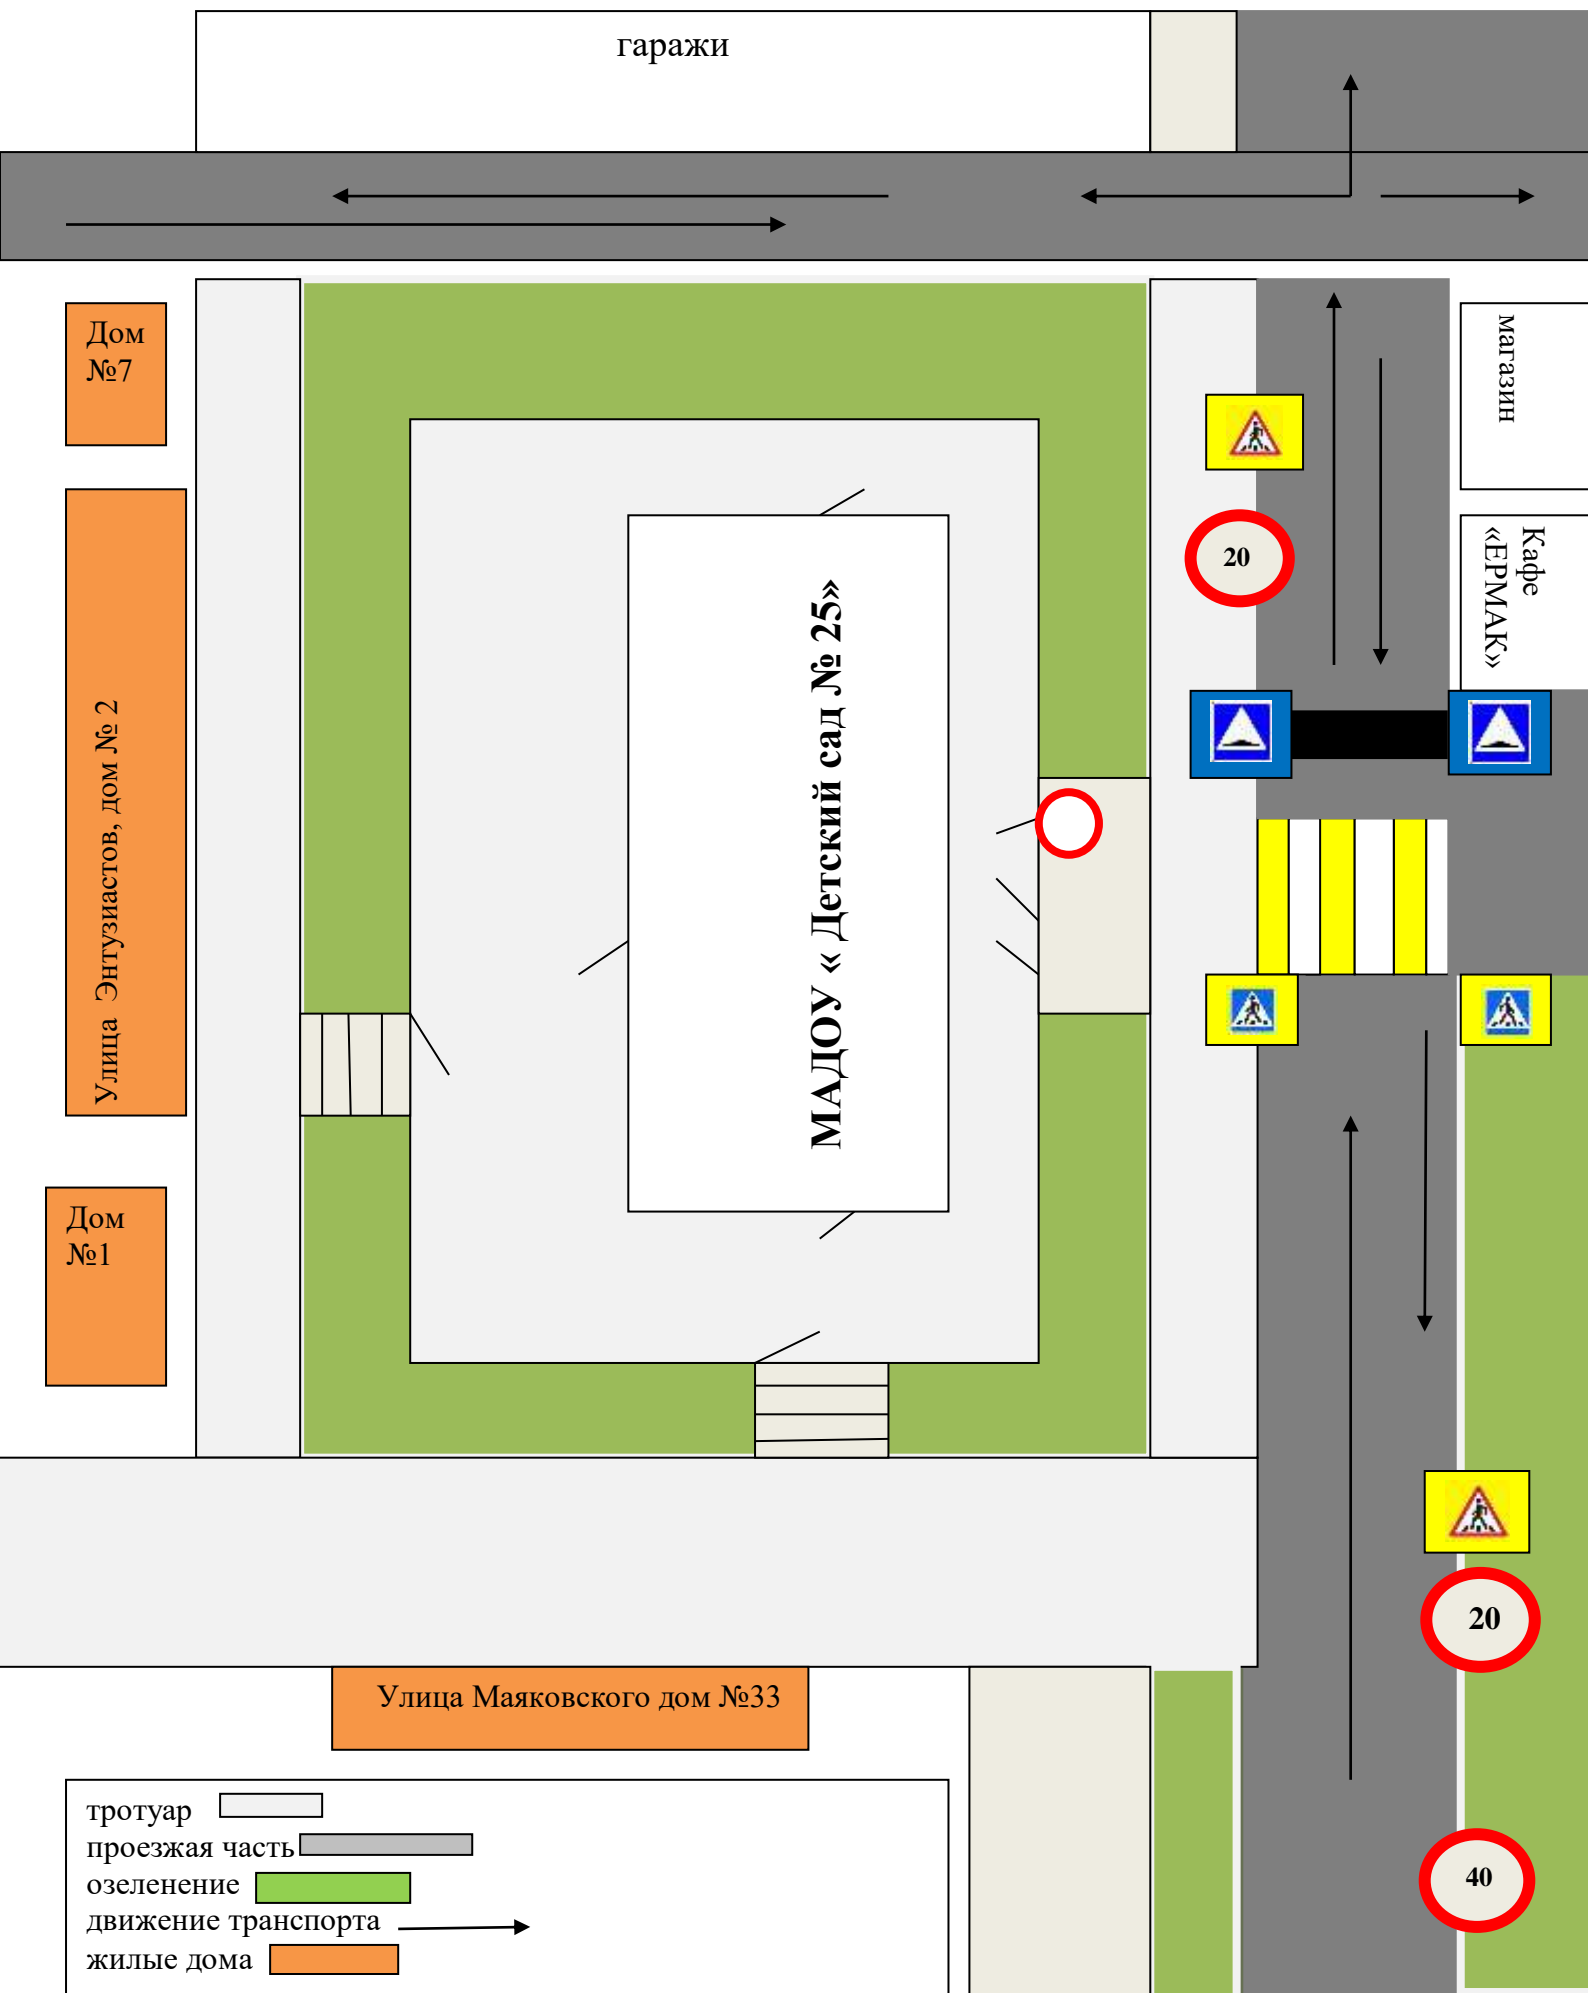 гаражи
Дом
№7
магазин
20
Кафе
«ЕРМАК»
МАДОУ « Детский сад № 25»
Улица Энтузиастов, дом № 2
Дом
№1
20
Улица Маяковского дом №33
тротуар
проезжая часть
озеленение
движение транспорта
жилые дома
40